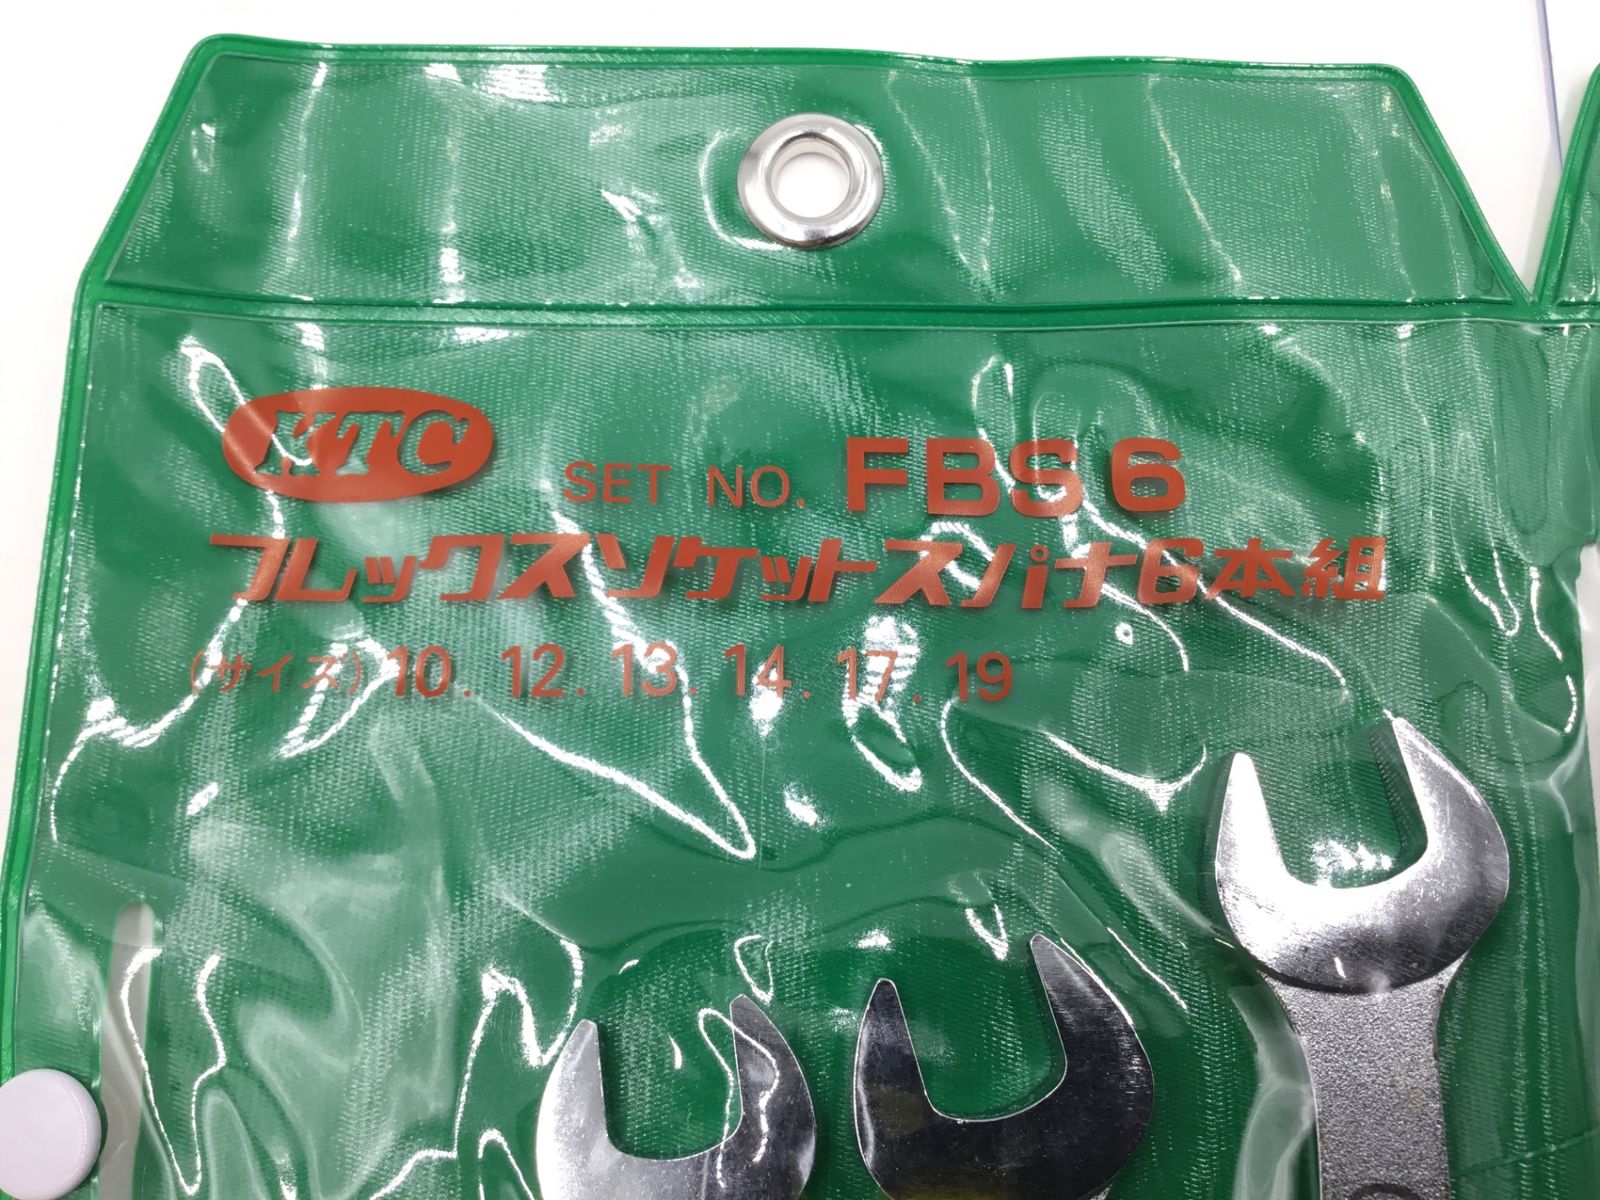 KTC SET NO. FBS6
フレックスソケットスパナ6本組
(サイズ) 10. 12. 13. 14. 17. 19